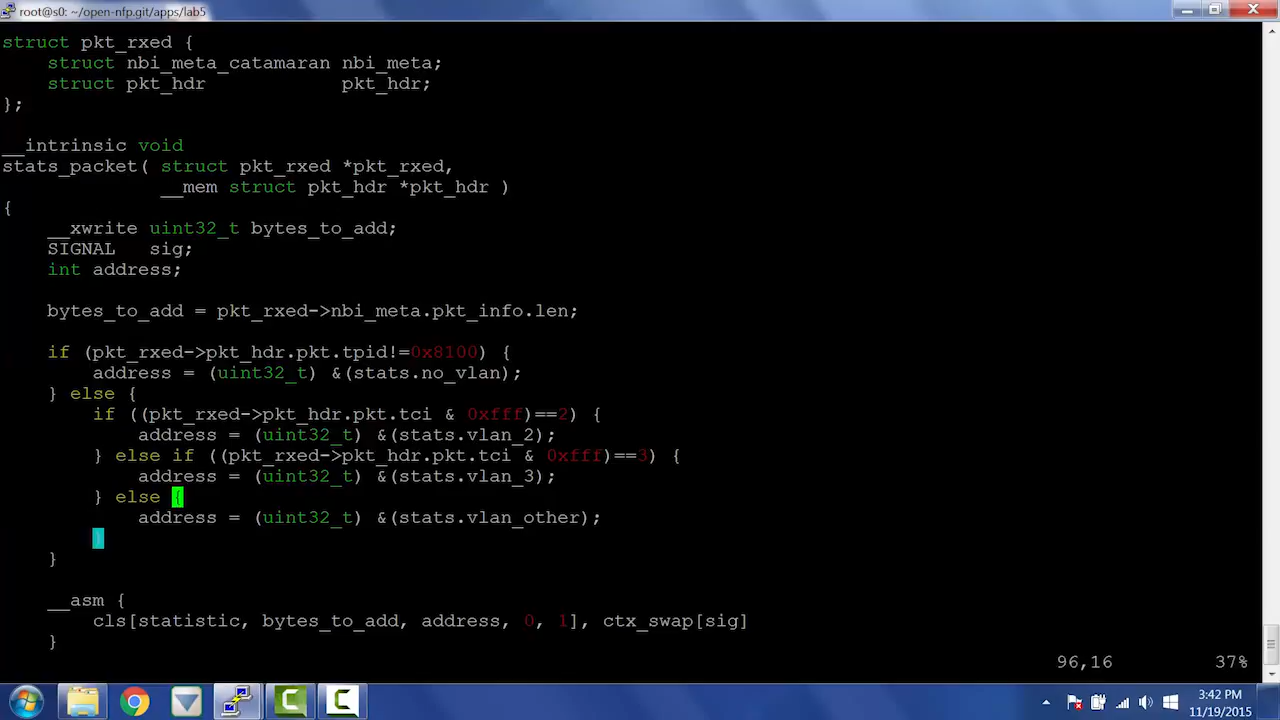 root@s0: ~/open-nfp.git/apps/lab5
struct pkt_rxed {
    struct nbi_meta_catamaran nbi_meta;
    struct pkt_hdr            pkt_hdr;
};

__intrinsic void
stats_packet( struct pkt_rxed *pkt_rxed,
              __mem struct pkt_hdr *pkt_hdr )
{
    __xwrite uint32_t bytes_to_add;
    SIGNAL   sig;
    int address;

    bytes_to_add = pkt_rxed->nbi_meta.pkt_info.len;

    if (pkt_rxed->pkt_hdr.pkt.tpid!=0x8100) {
        address = (uint32_t) &(stats.no_vlan);
    } else {
        if ((pkt_rxed->pkt_hdr.pkt.tci & 0xfff)==2) {
            address = (uint32_t) &(stats.vlan_2);
        } else if ((pkt_rxed->pkt_hdr.pkt.tci & 0xfff)==3) {
            address = (uint32_t) &(stats.vlan_3);
        } else {
            address = (uint32_t) &(stats.vlan_other);
        }
    }

    __asm {
        cls[statistic, bytes_to_add, address, 0, 1], ctx_swap[sig]
    }
96,16 37%
3:42 PM
11/19/2015